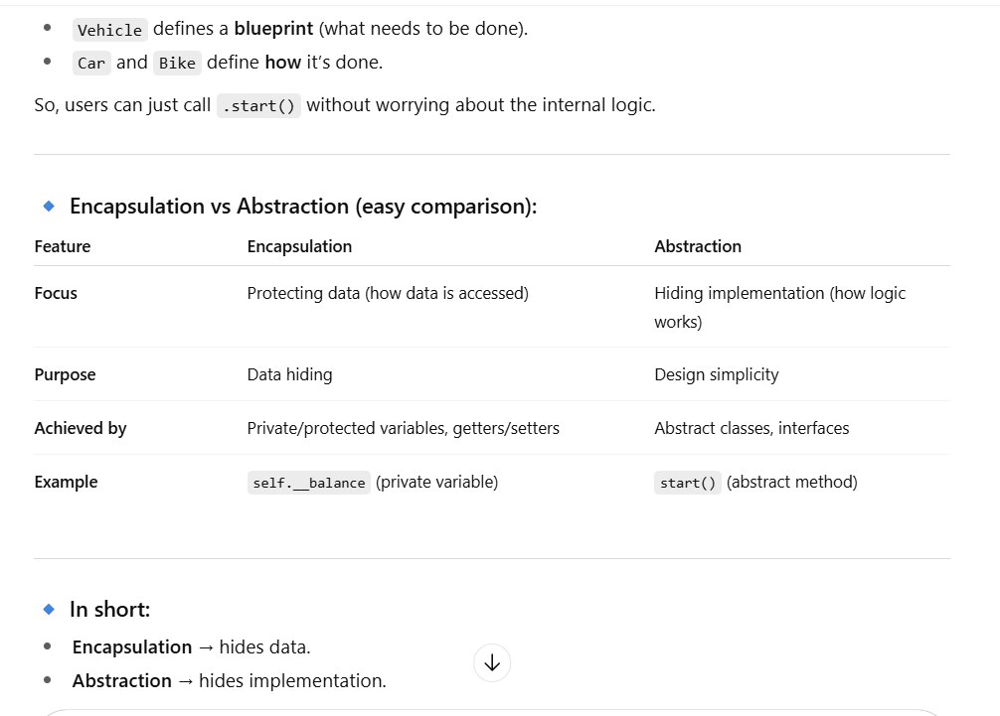 Vehicle defines a blueprint (what needs to be done).
Car and Bike define how it’s done.
So, users can just call .start() without worrying about the internal logic.
Encapsulation vs Abstraction (easy comparison):
Feature Encapsulation Abstraction
Focus Protecting data (how data is accessed) Hiding implementation (how logic
works)
Purpose Data hiding Design simplicity
Achieved by Private/protected variables, getters/setters Abstract classes, interfaces
Example self.__balance (private variable) start() (abstract method)
In short:
Encapsulation → hides data.
Abstraction → hides implementation.